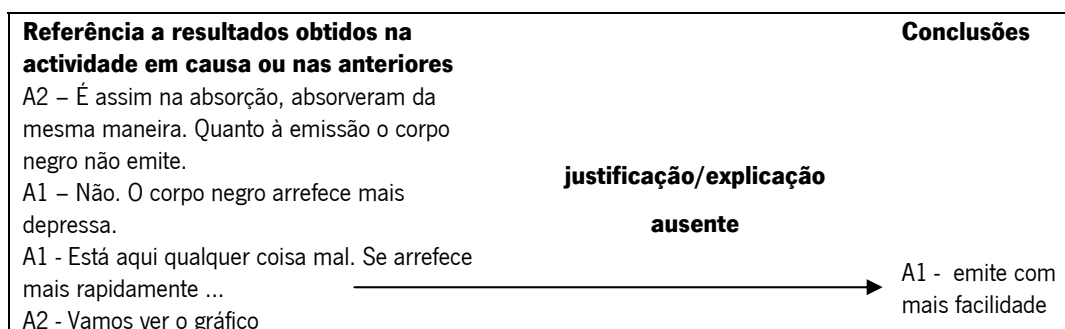 Referência a resultados obtidos na
actividade em causa ou nas anteriores
A2 – É assim na absorção, absorveram da
mesma maneira. Quanto à emissão o corpo
negro não emite.
A1 – Não. O corpo negro arrefece mais
depressa.
A1 - Está aqui qualquer coisa mal. Se arrefece
mais rapidamente ...
A2 - Vamos ver o gráfico
justificação/explicação
ausente
Conclusões
A1 - emite com
mais facilidade